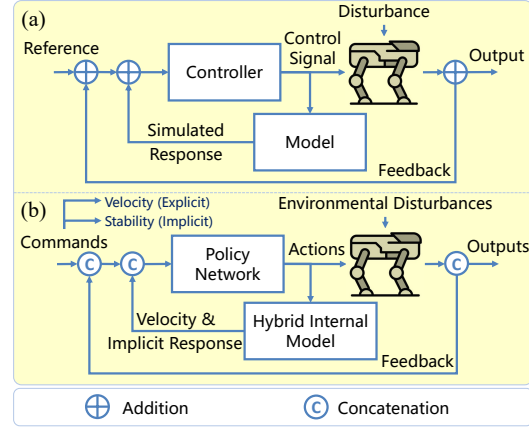 (a)
Disturbance
Reference
Control
Signal
Output
Controller
Simulated
Response
Model
Feedback
(b)
Velocity (Explicit)
Stability (Implicit)
Environmental Disturbances
Commands
Policy
Network
Actions
Outputs
C
C
C
Velocity &
Implicit Response
Hybrid Internal
Model
Feedback
Addition
C
Concatenation